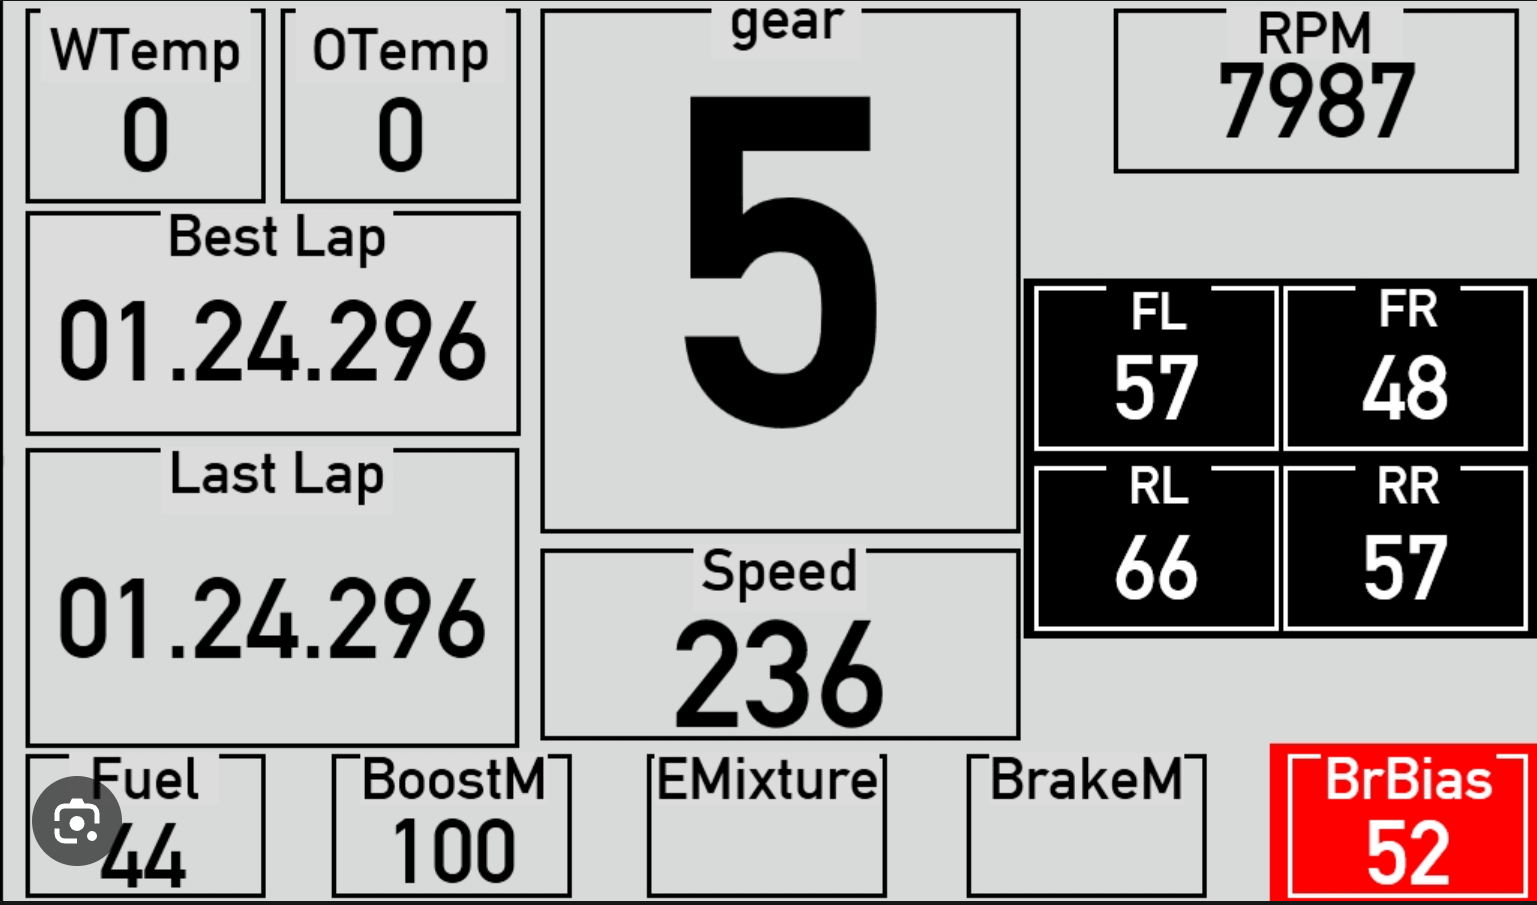 WTemp
0
OTemp
0
Best Lap
01.24.296
Last Lap
01.24.296
gear
5
Speed
236
RPM
7987
FL
57
FR
48
RL
66
RR
57
Fuel
44
BoostM
100
EMixture
BrakeM
BrBias
52